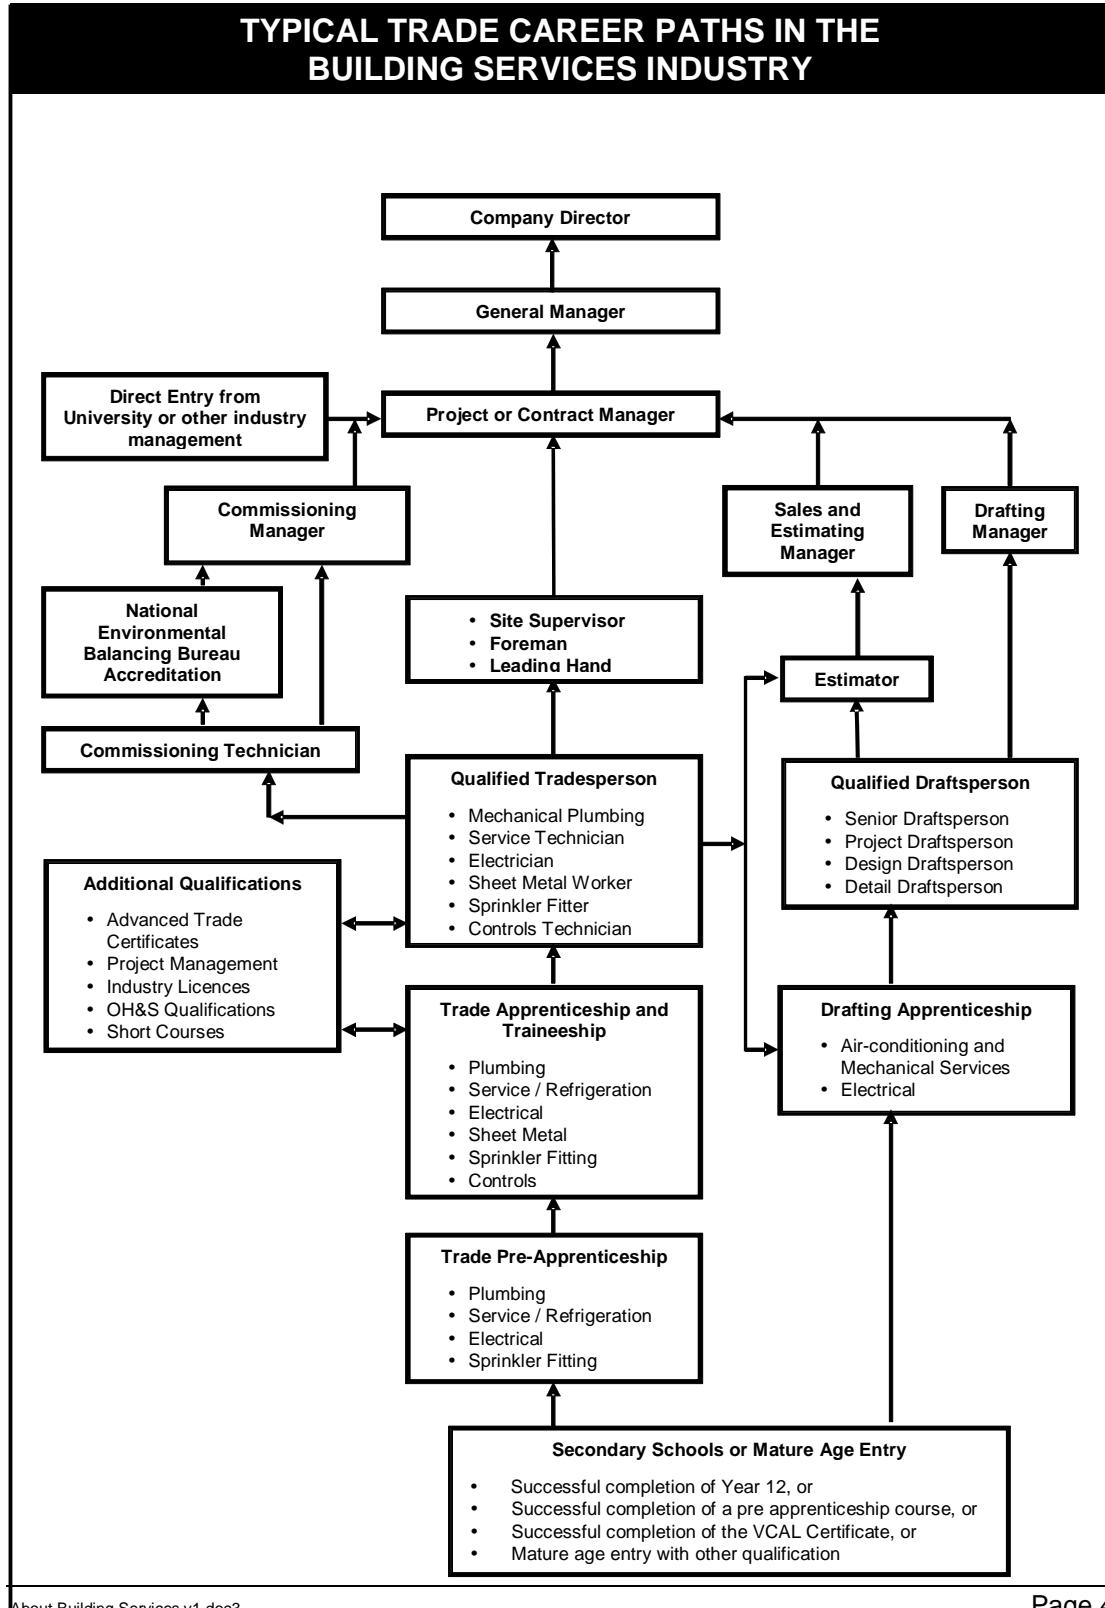 TYPICAL TRADE CAREER PATHS IN THE
BUILDING SERVICES INDUSTRY
Company Director
General Manager
Direct Entry from
University or other industry
management
Project or Contract Manager
Commissioning
Manager
Sales and
Estimating
Manager
Drafting
Manager
National
Environmental
Balancing Bureau
Accreditation
• Site Supervisor
• Foreman
• Leading Hand
Estimator
Commissioning Technician
Qualified Tradesperson
• Mechanical Plumbing
• Service Technician
• Electrician
• Sheet Metal Worker
• Sprinkler Fitter
• Controls Technician
Qualified Draftsperson
• Senior Draftsperson
• Project Draftsperson
• Design Draftsperson
• Detail Draftsperson
Additional Qualifications
• Advanced Trade
Certificates
• Project Management
• Industry Licences
• OH&S Qualifications
• Short Courses
Trade Apprenticeship and
Traineeship
• Plumbing
• Service / Refrigeration
• Electrical
• Sheet Metal
• Sprinkler Fitting
• Controls
Drafting Apprenticeship
• Air-conditioning and
Mechanical Services
• Electrical
Trade Pre-Apprenticeship
• Plumbing
• Service / Refrigeration
• Electrical
• Sprinkler Fitting
Secondary Schools or Mature Age Entry
• Successful completion of Year 12, or
• Successful completion of a pre apprenticeship course, or
• Successful completion of the VCAL Certificate, or
• Mature age entry with other qualification
About Building Services v1.doc3
Page